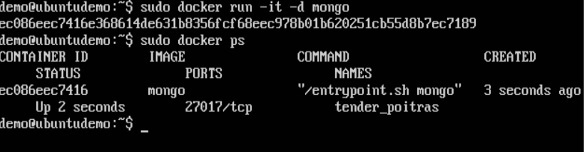 demo@ubuntudemo:~$ sudo docker run -it -d mongo
ec086eec7416e368614de631b8356fcf68eec978b01b620251cb55d8b7ec7189
demo@ubuntudemo:~$ sudo docker ps
CONTAINER ID IMAGE COMMAND CREATED
STATUS PORTS NAMES
ec086eec7416 mongo "/entrypoint.sh mongo" 3 seconds ago
Up 2 seconds 27017/tcp tender_poitras
demo@ubuntudemo:~$ _